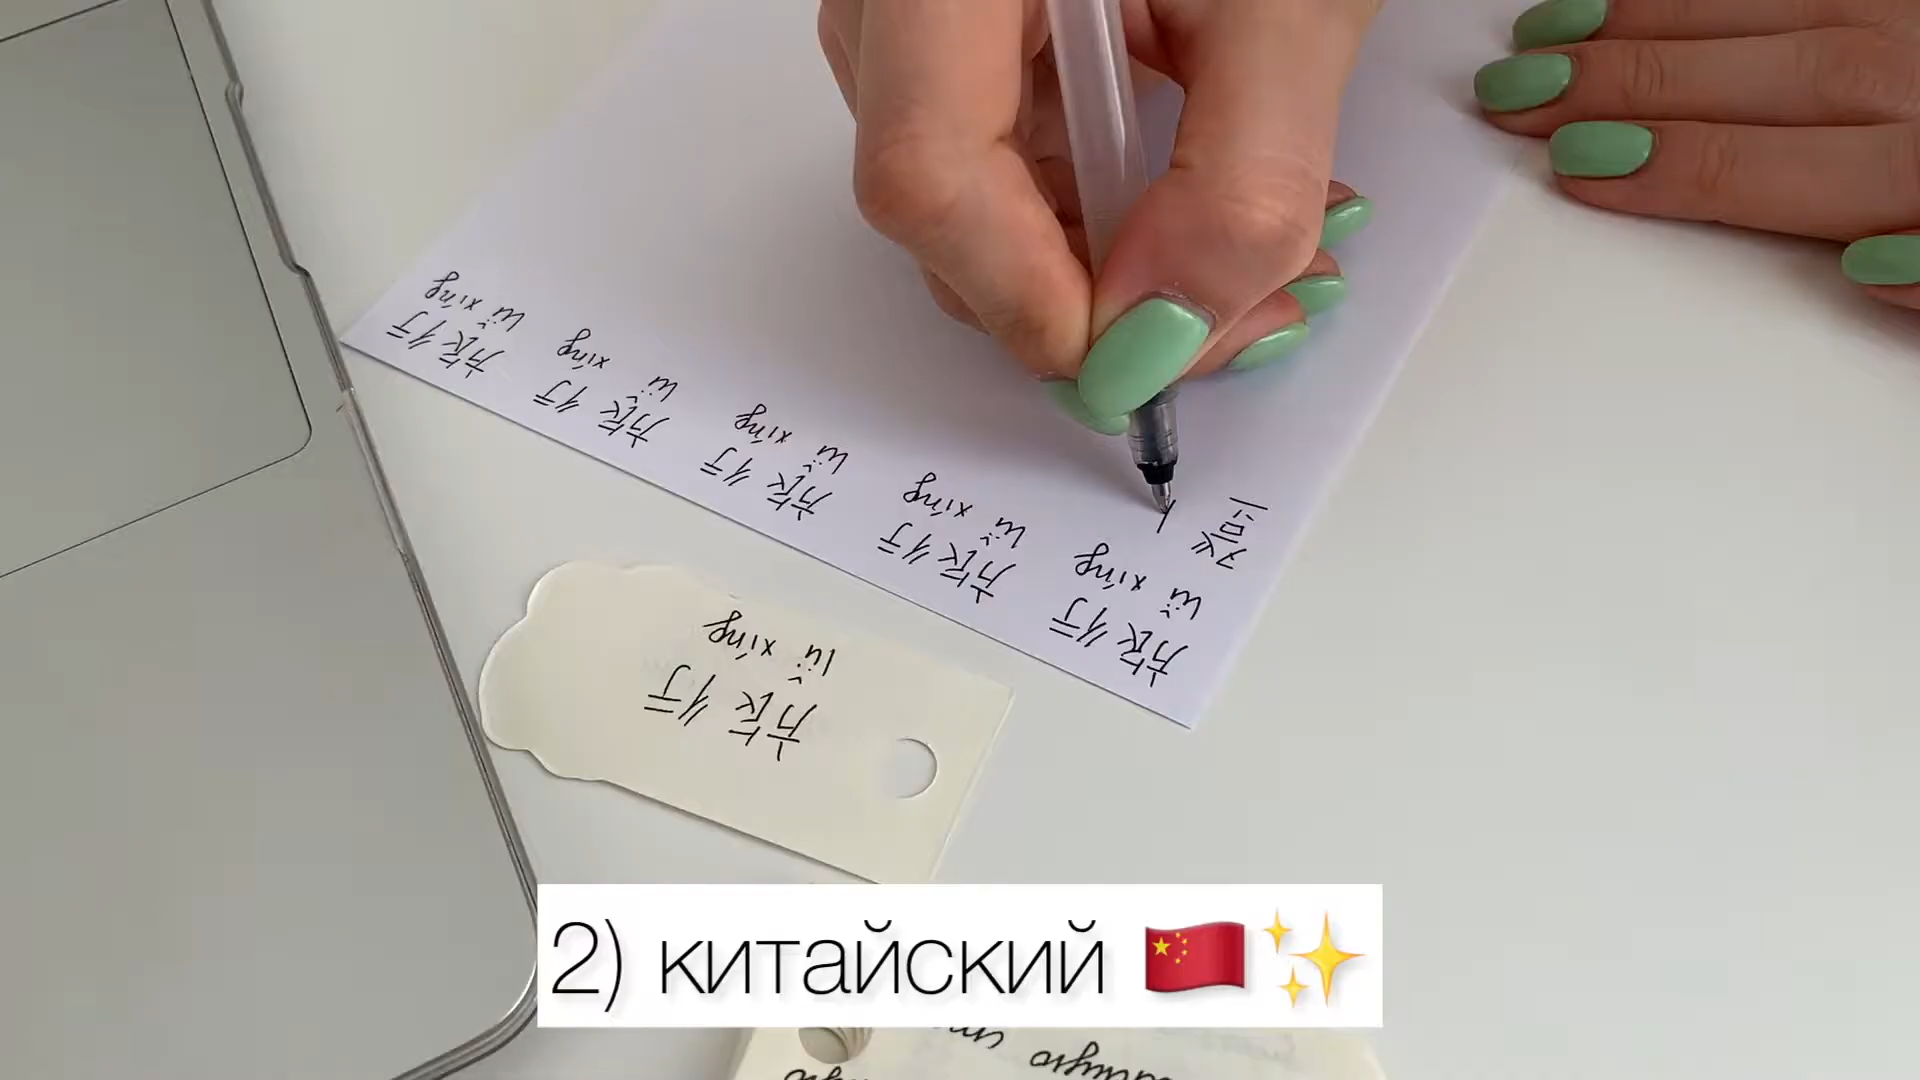 旅行 旅行 旅行 旅行 旅行
lǚ xíng lǚ xíng lǚ xíng lǚ xíng lǚ xíng
登
旅行
lǚ xíng
2) китайский 🇨🇳✨